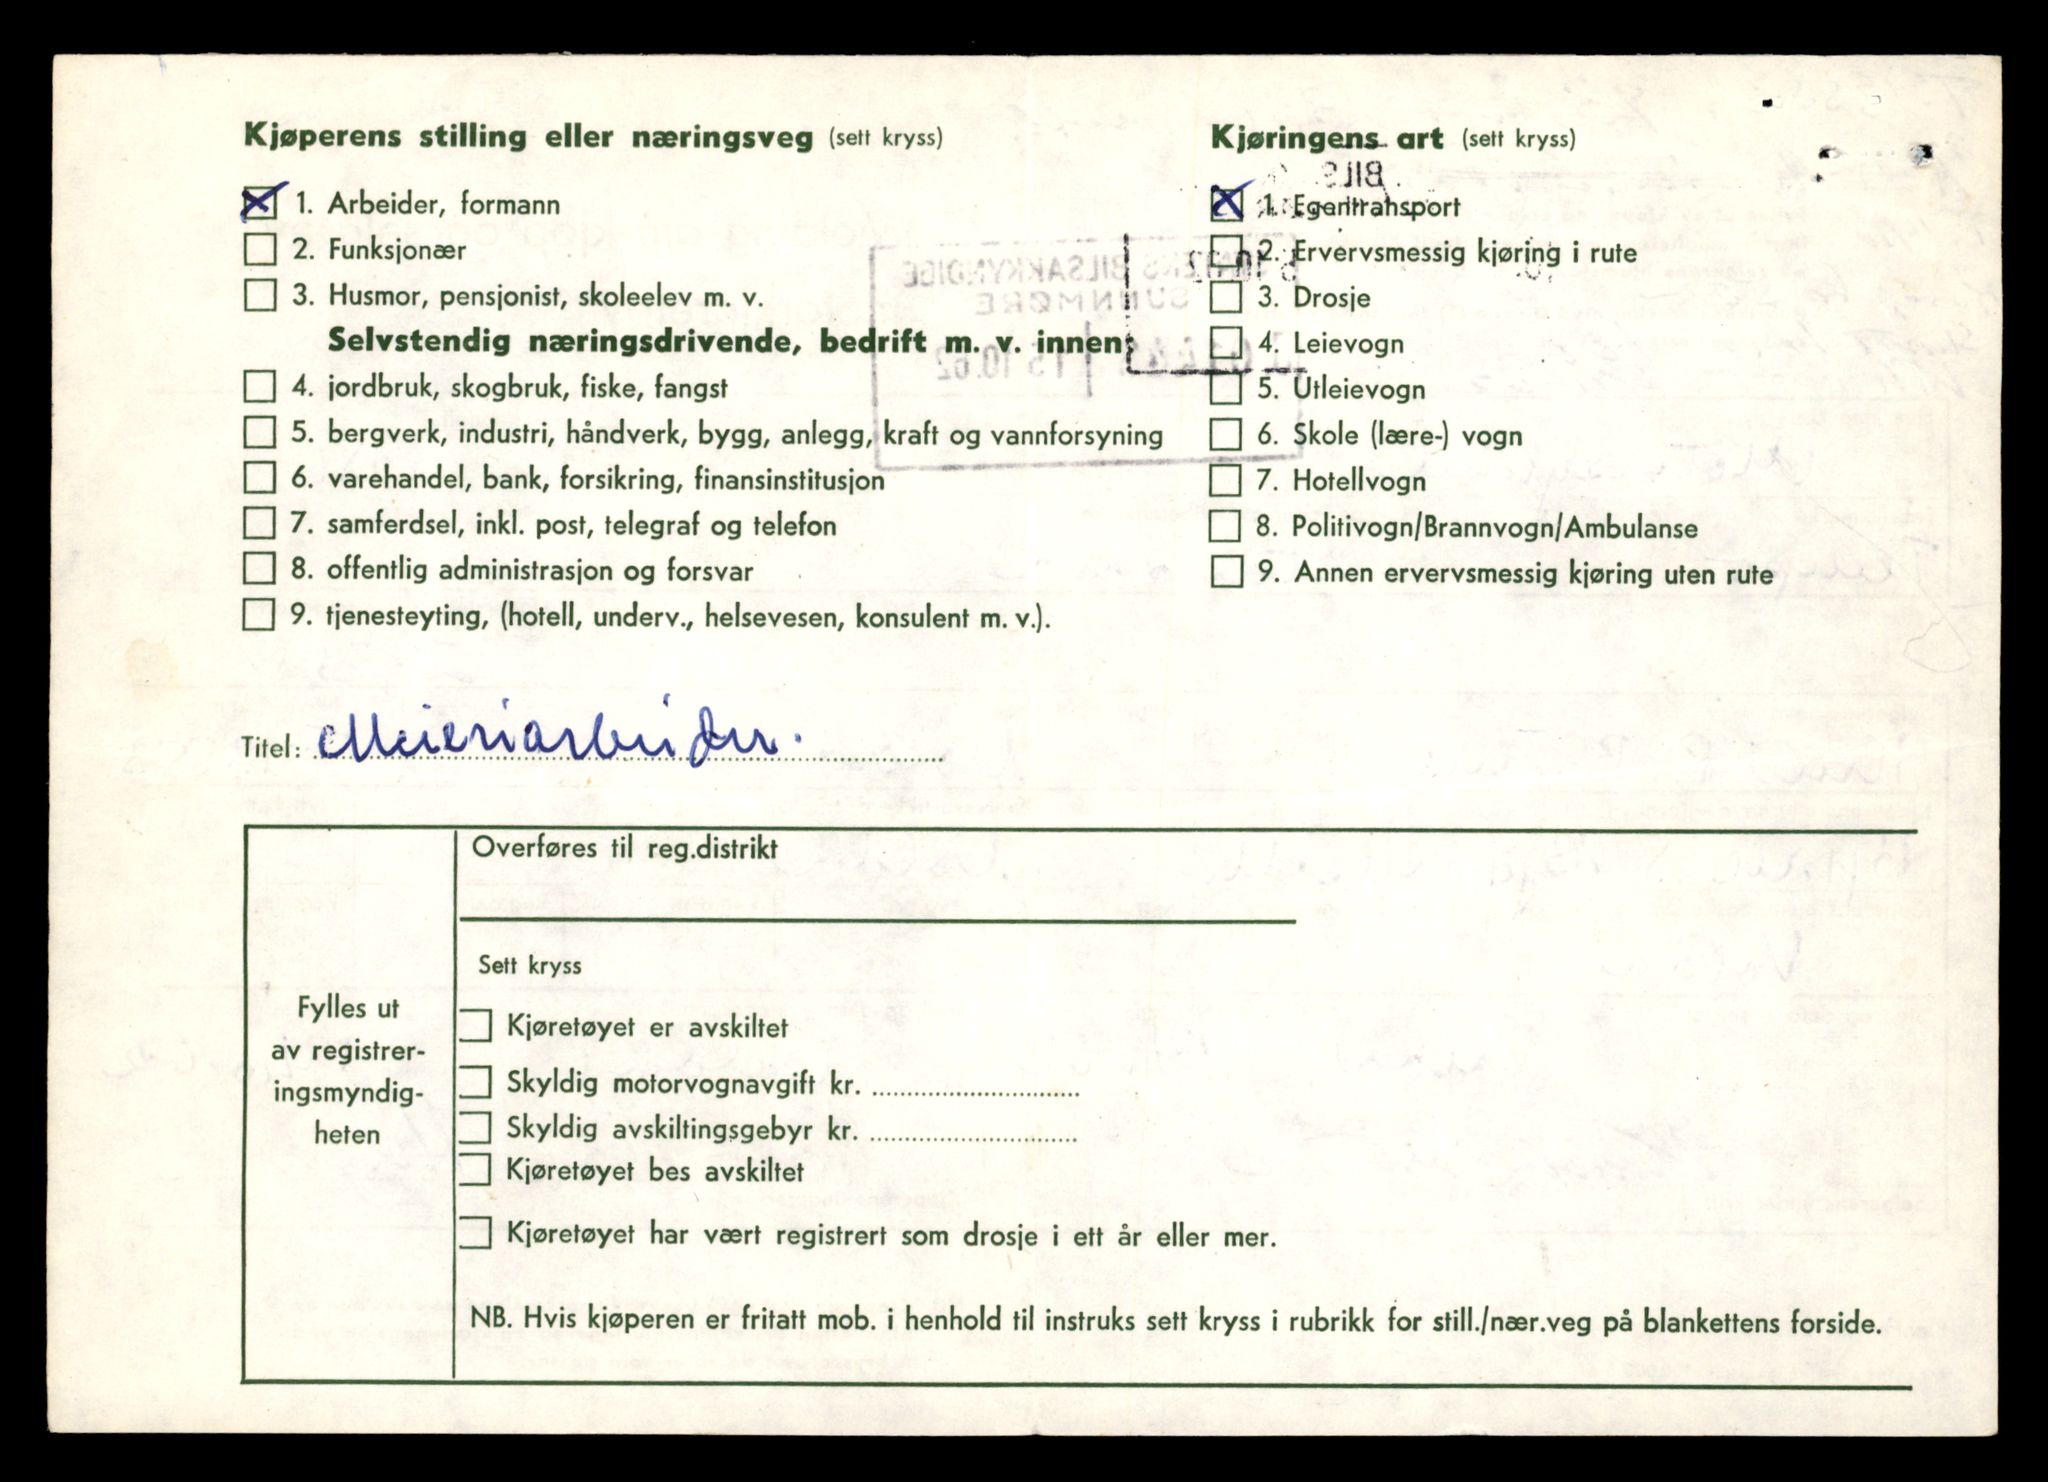 Kjøperens stilling eller næringsveg (sett kryss)
1. Arbeider, formann
2. Funksjonær
3. Husmor, pensjonist, skoleelev m. v.
Selvstendig næringsdrivende, bedrift m. v. innen:
4. jordbruk, skogbruk, fiske, fangst
5. bergverk, industri, håndverk, bygg, anlegg, kraft og vannforsyning
6. varehandel, bank, forsikring, finansinstitusjon
7. samferdsel, inkl. post, telegraf og telefon
8. offentlig administrasjon og forsvar
9. tjenesteyting, (hotell, underv., helsevesen, konsulent m. v.).
Kjøringens art (sett kryss)
1. Egentransport
2. Ervervsmessig kjøring i rute
3. Drosje
4. Leievogn
5. Utleievogn
6. Skole (lære-) vogn
7. Hotellvogn
8. Politivogn/Brannvogn/Ambulanse
9. Annen ervervsmessig kjøring uten rute
BILSAKKYNDIGE
SUNNMØRE
15.10.62
Titel: Meieriarbeider.
Fylles ut
av registrer-
ingsmyndig-
heten
Overføres til reg.distrikt
Sett kryss
Kjøretøyet er avskiltet
Skyldig motorvognavgift kr.
Skyldig avskiltingsgebyr kr.
Kjøretøyet bes avskiltet
Kjøretøyet har vært registrert som drosje i ett år eller mer.
NB. Hvis kjøperen er fritatt mob. i henhold til instruks sett kryss i rubrikk for still./nær.veg på blankettens forside.